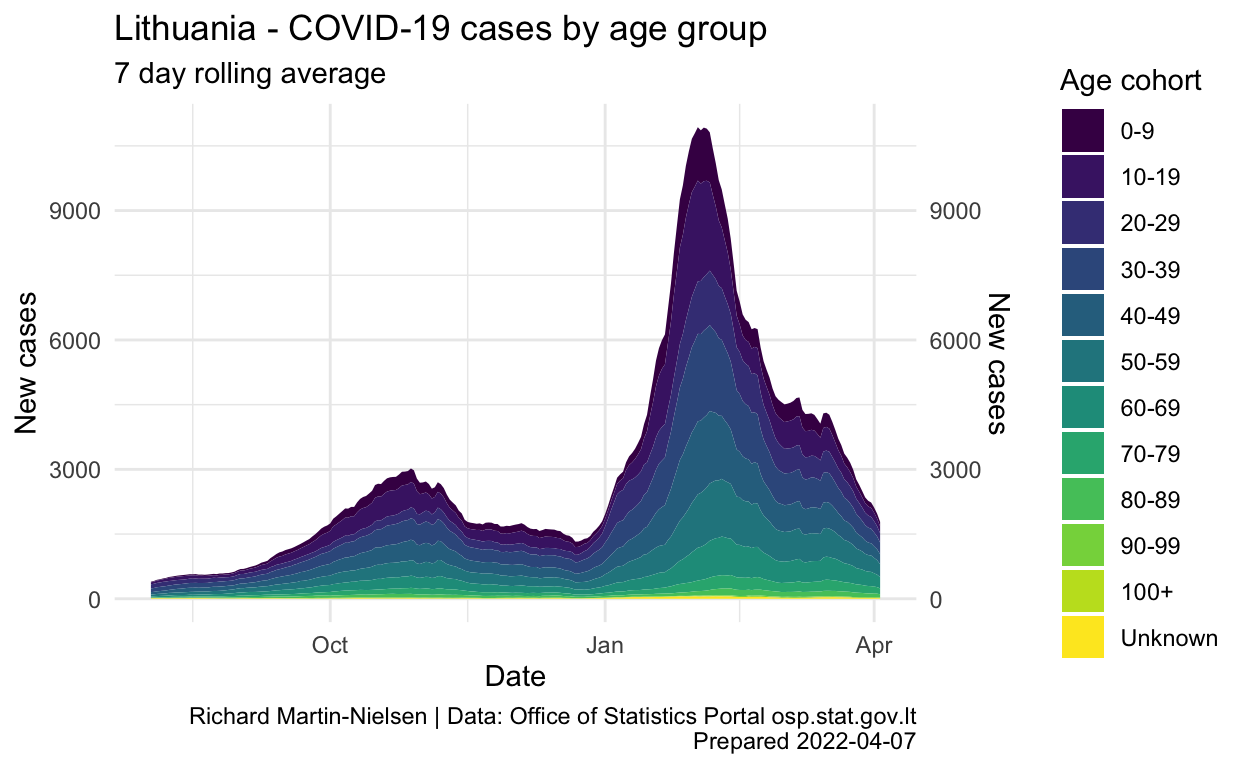 Lithuania - COVID-19 cases by age group
7 day rolling average
New cases
9000
6000
3000
0
9000
6000
3000
0
New cases
Oct
Jan
Apr
Date
Age cohort
0-9
10-19
20-29
30-39
40-49
50-59
60-69
70-79
80-89
90-99
100+
Unknown
Richard Martin-Nielsen | Data: Office of Statistics Portal osp.stat.gov.lt
Prepared 2022-04-07